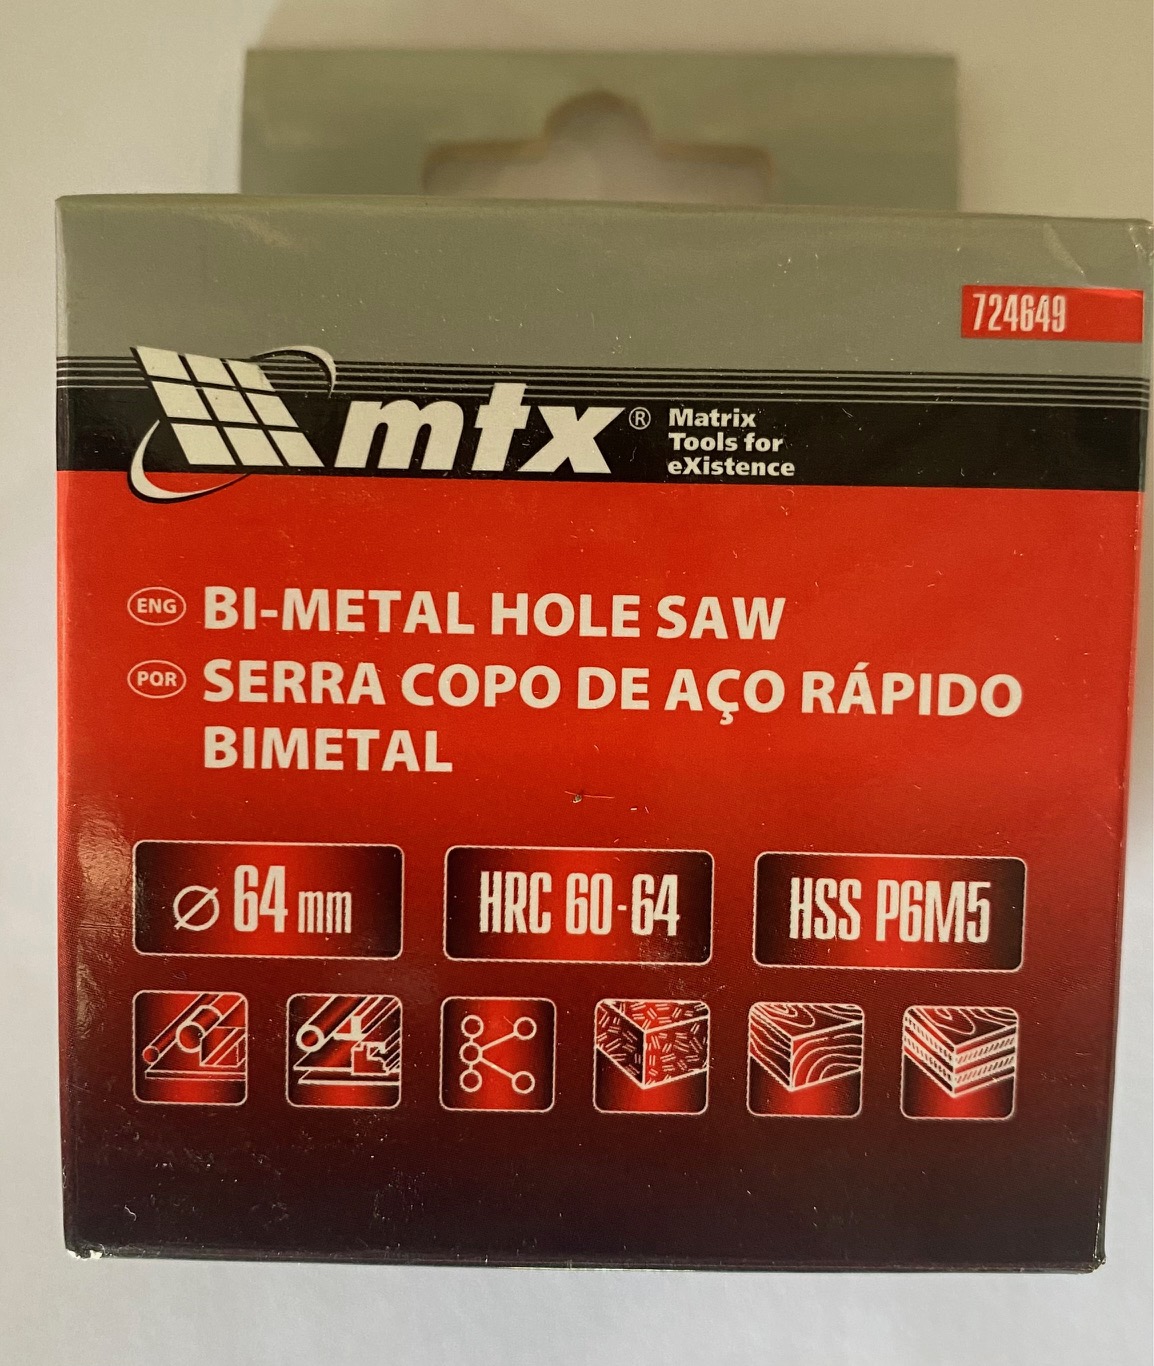 724649
mtx®
Matrix
Tools for
eXistence
ENG BI-METAL HOLE SAW
POR SERRA COPO DE AÇO RÁPIDO
BIMETAL
⌀ 64 mm
HRC 60-64
HSS P6M5